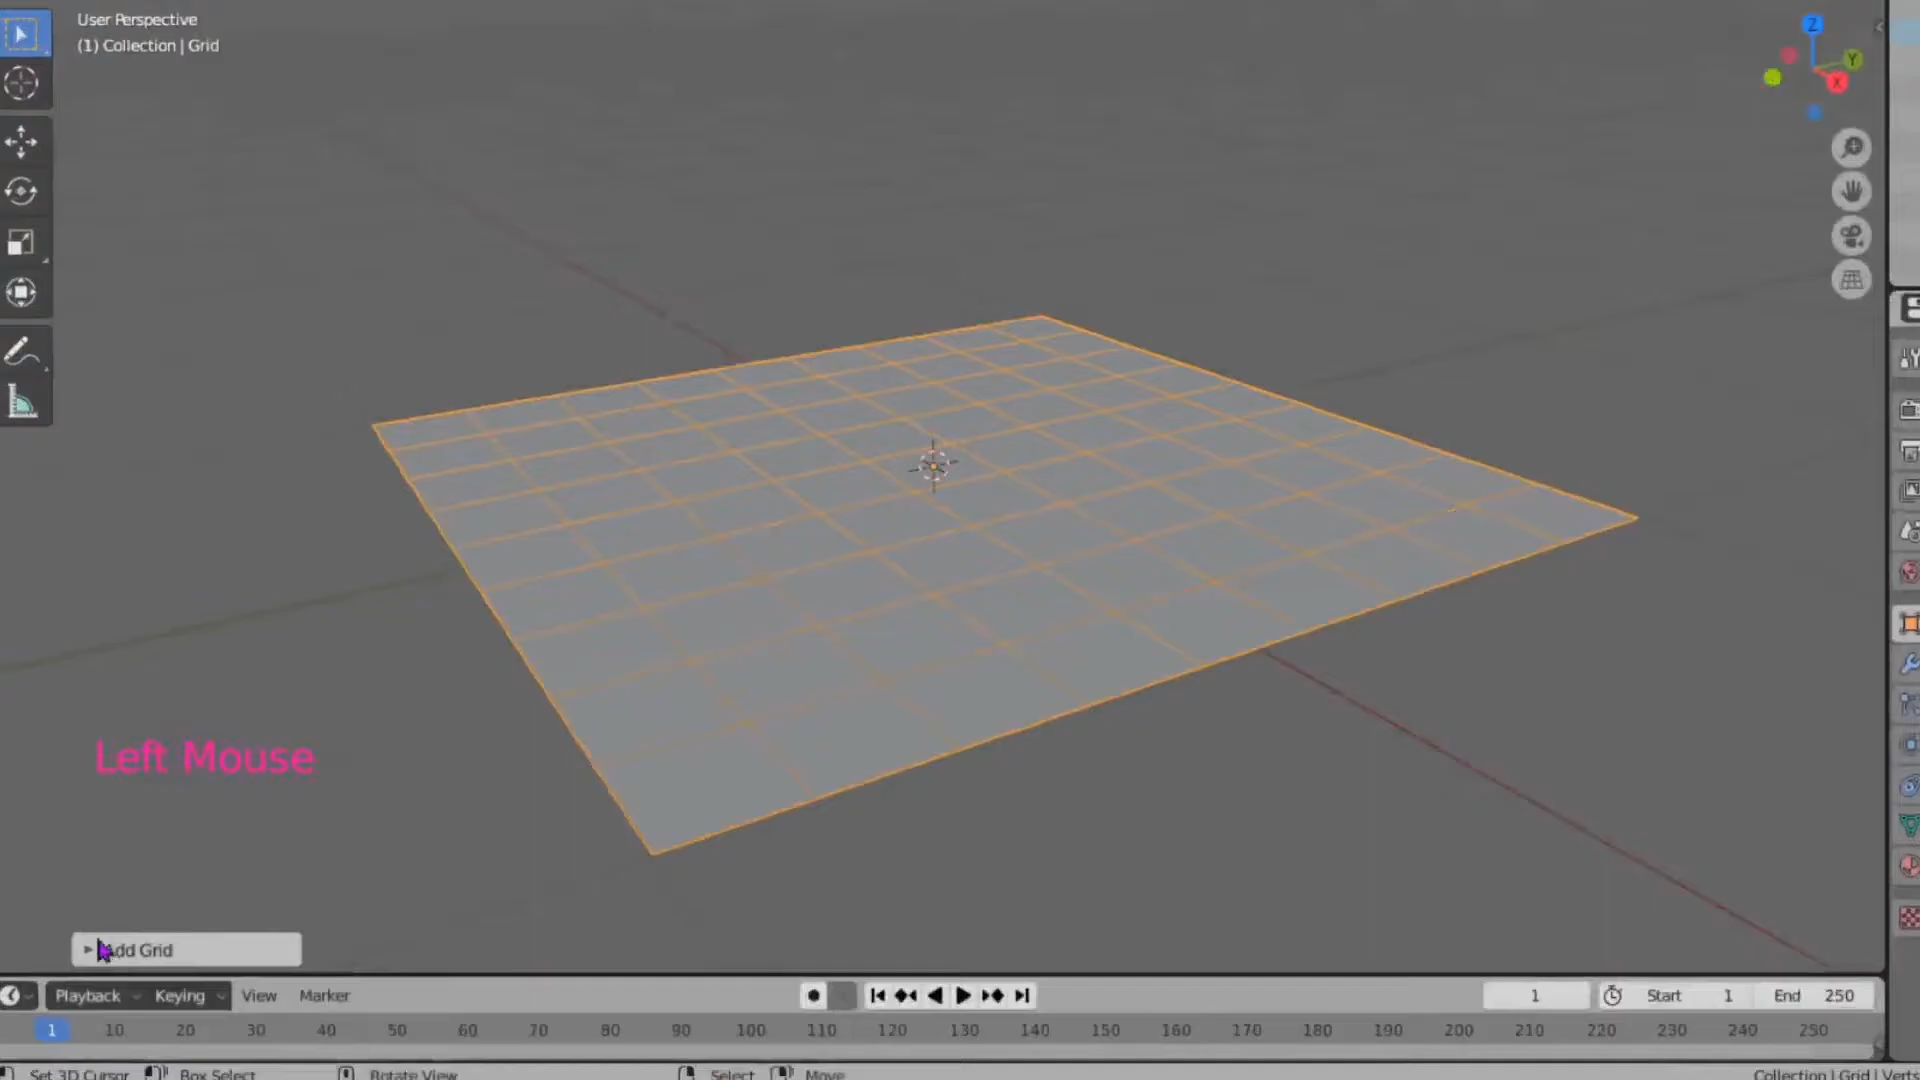 User Perspective
(1) Collection | Grid
Z
Y
X
Left Mouse
Add Grid
Playback
Keying
View
Marker
1
Start 1
End 250
1 10 20 30 40 50 60 70 80 90 100 110 120 130 140 150 160 170 180 190 200 210 220 230 240 250
Set 3D Cursor
Box Select
Rotate View
Select
Move
Collection | Grid | Verts